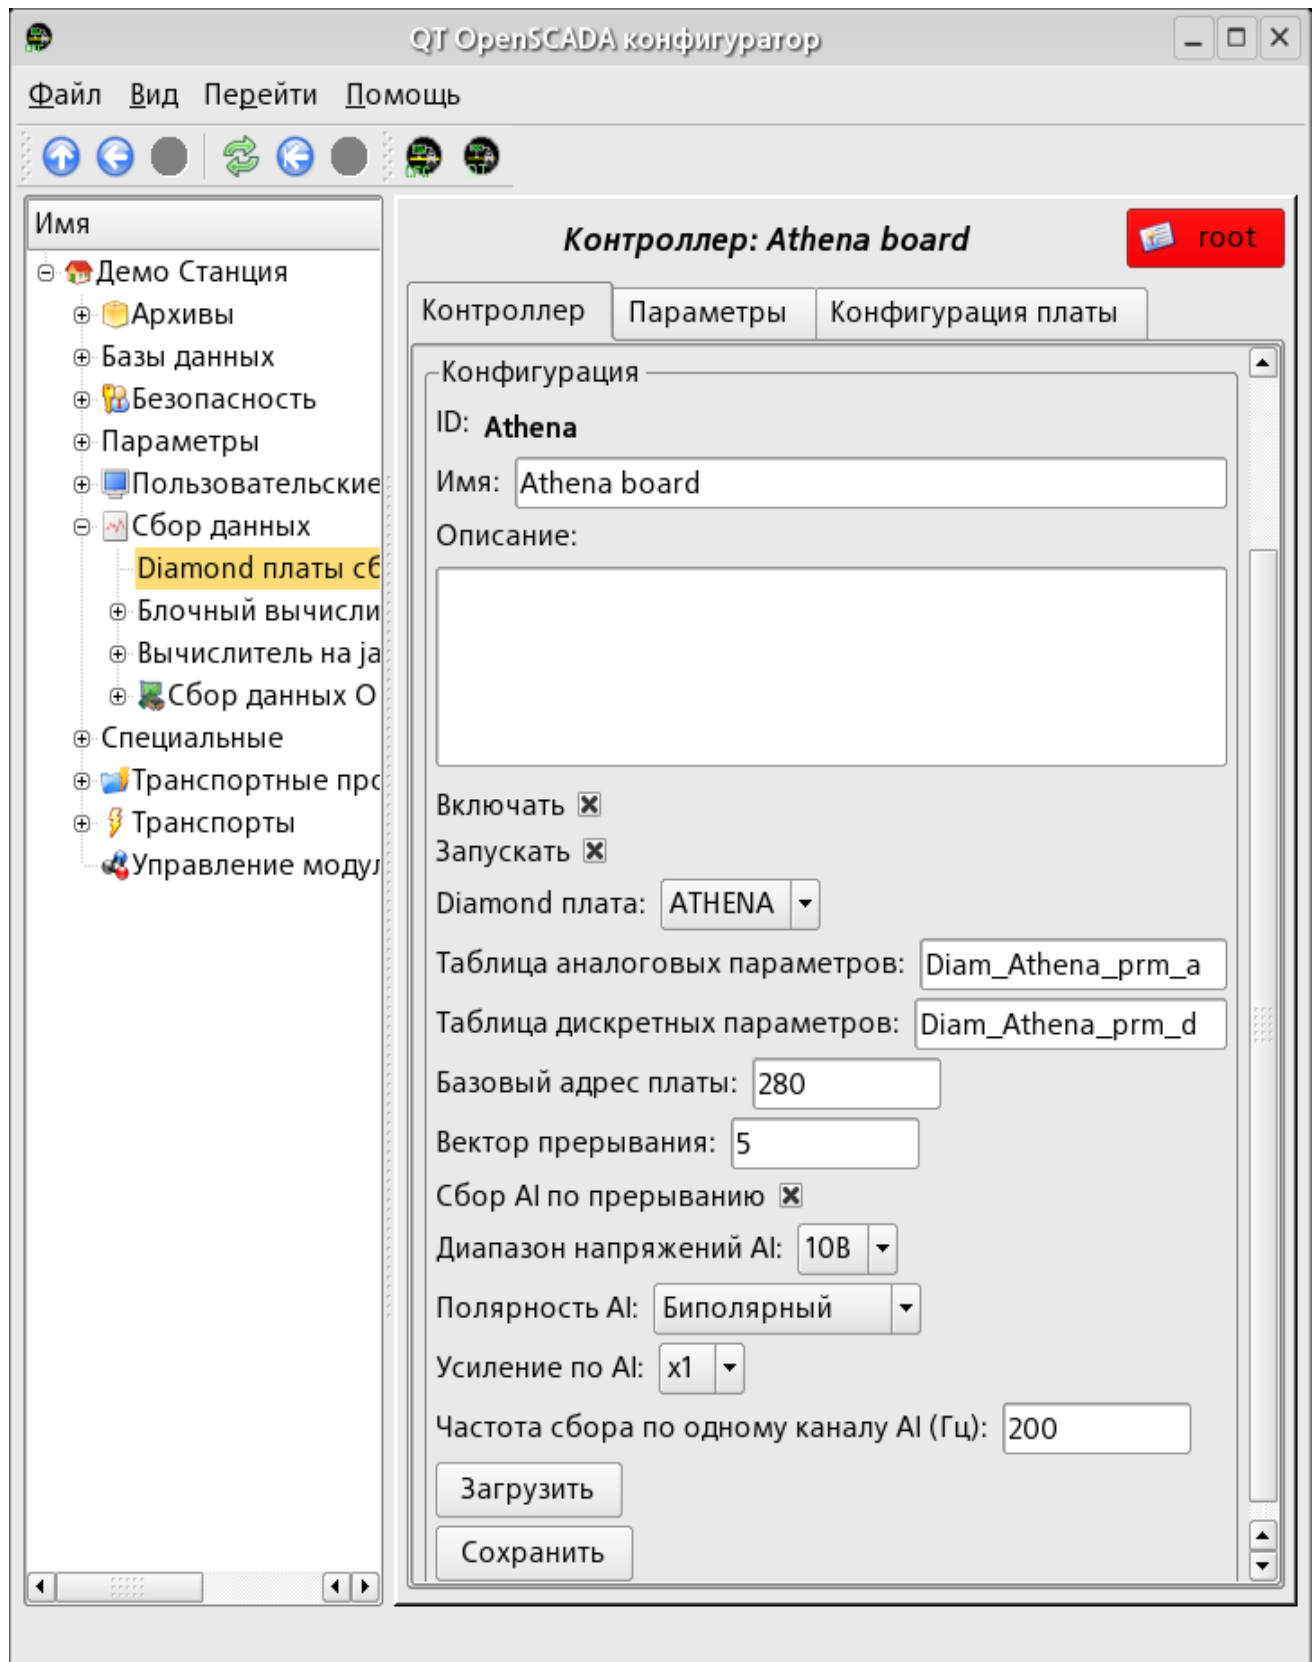 QT OpenSCADA конфигуратор
Файл Вид Перейти Помощь
Имя
Демо Станция
Архивы
Базы данных
Безопасность
Параметры
Пользовательские
Сбор данных
Diamond платы сб
Блочный вычисли
Вычислитель на ja
Сбор данных О
Специальные
Транспортные прс
Транспорты
Управление модул
Контроллер: Athena board
root
Контроллер Параметры Конфигурация платы
Конфигурация
ID: Athena
Имя: Athena board
Описание:
Включать
Запускать
Diamond плата: ATHENA
Таблица аналоговых параметров: Diam_Athena_prm_a
Таблица дискретных параметров: Diam_Athena_prm_d
Базовый адрес платы: 280
Вектор прерывания: 5
Сбор AI по прерыванию
Диапазон напряжений AI: 10В
Полярность AI: Биполярный
Усиление по AI: x1
Частота сбора по одному каналу AI (Гц): 200
Загрузить
Сохранить